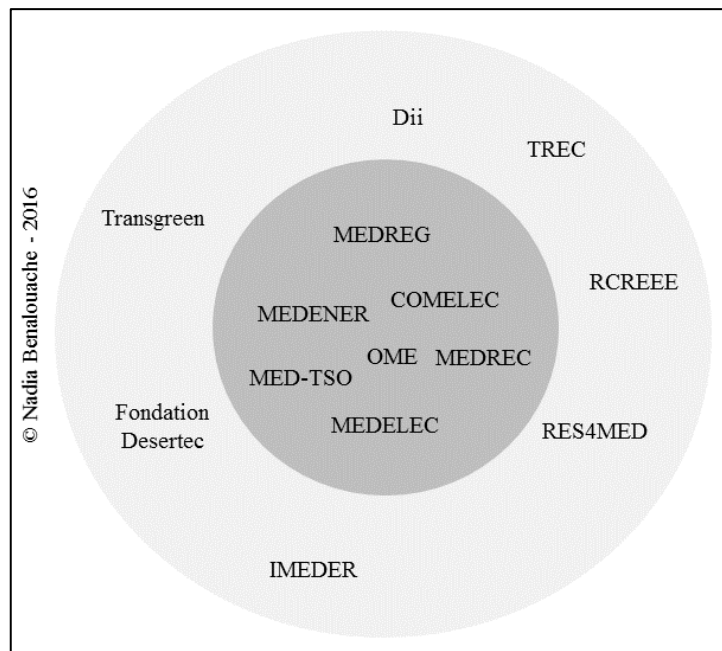 Dii
TREC
Transgreen
MEDREG
RCREEE
COMELEC
MEDENER
OME
MEDREC
MED-TSO
Fondation
Desertec
MEDELEC
RES4MED
IMEDER
© Nadia Benalouache - 2016